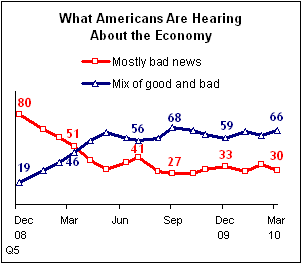 What Americans Are Hearing
About the Economy
Mostly bad news
Mix of good and bad
80
51
41
27
33
30
19
46
56
68
59
66
Dec
08
Mar
Jun
Sep
Dec
09
Mar
10
Q5